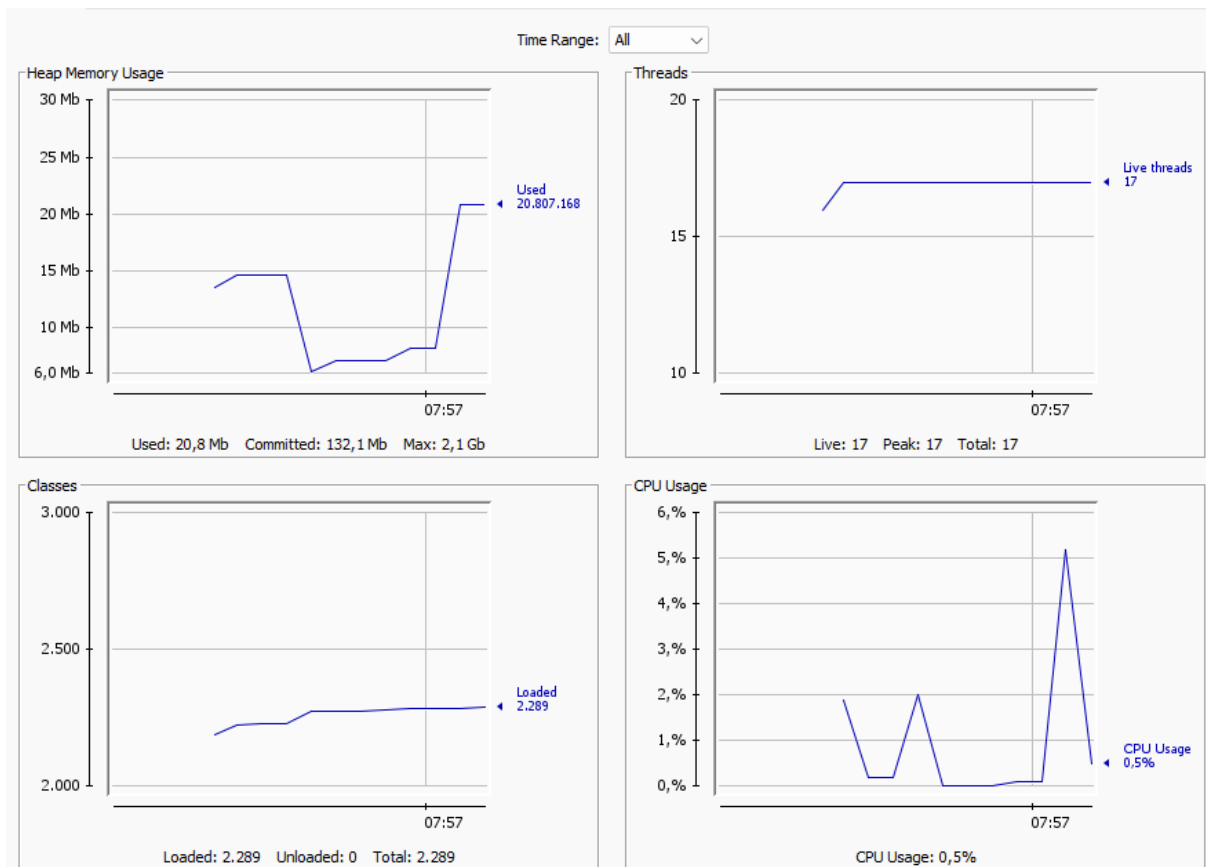 Time Range: All
Heap Memory Usage
30 Mb
25 Mb
20 Mb
15 Mb
10 Mb
6,0 Mb
Used
20.807.168
07:57
Used: 20,8 Mb Committed: 132,1 Mb Max: 2,1 Gb
Threads
20
15
10
Live threads
17
07:57
Live: 17 Peak: 17 Total: 17
Classes
3.000
2.500
2.000
Loaded
2.289
07:57
Loaded: 2.289 Unloaded: 0 Total: 2.289
CPU Usage
6,%
5,%
4,%
3,%
2,%
1,%
0,%
CPU Usage
0,5%
07:57
CPU Usage: 0,5%